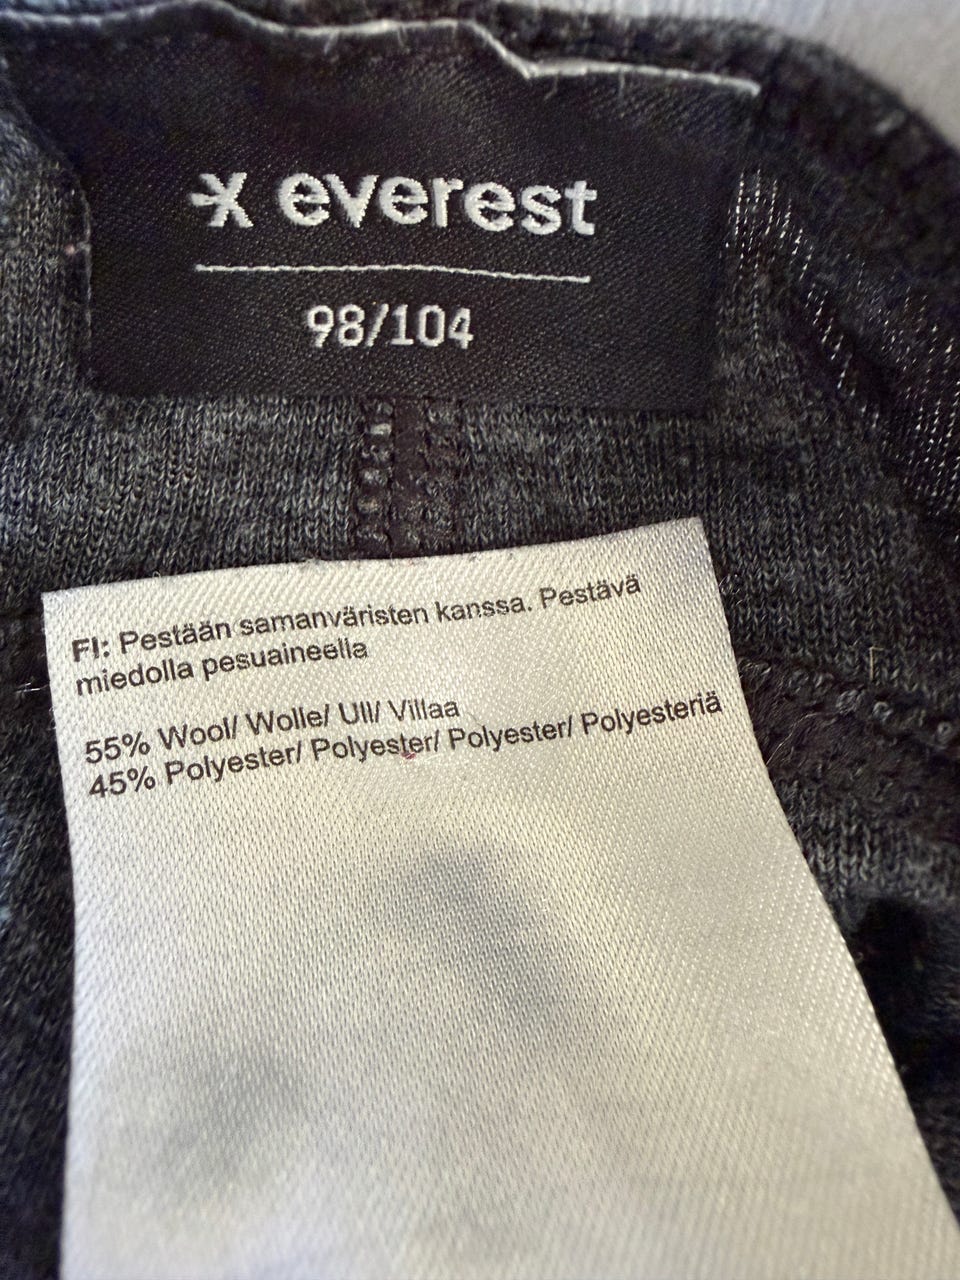 everest
98/104
FI: Pestään samanväristen kanssa. Pestävä
miedolla pesuaineella
55% Wool/ Wolle/ Ull/ Villaa
45% Polyester/ Polyester/ Polyester/ Polyesteriä